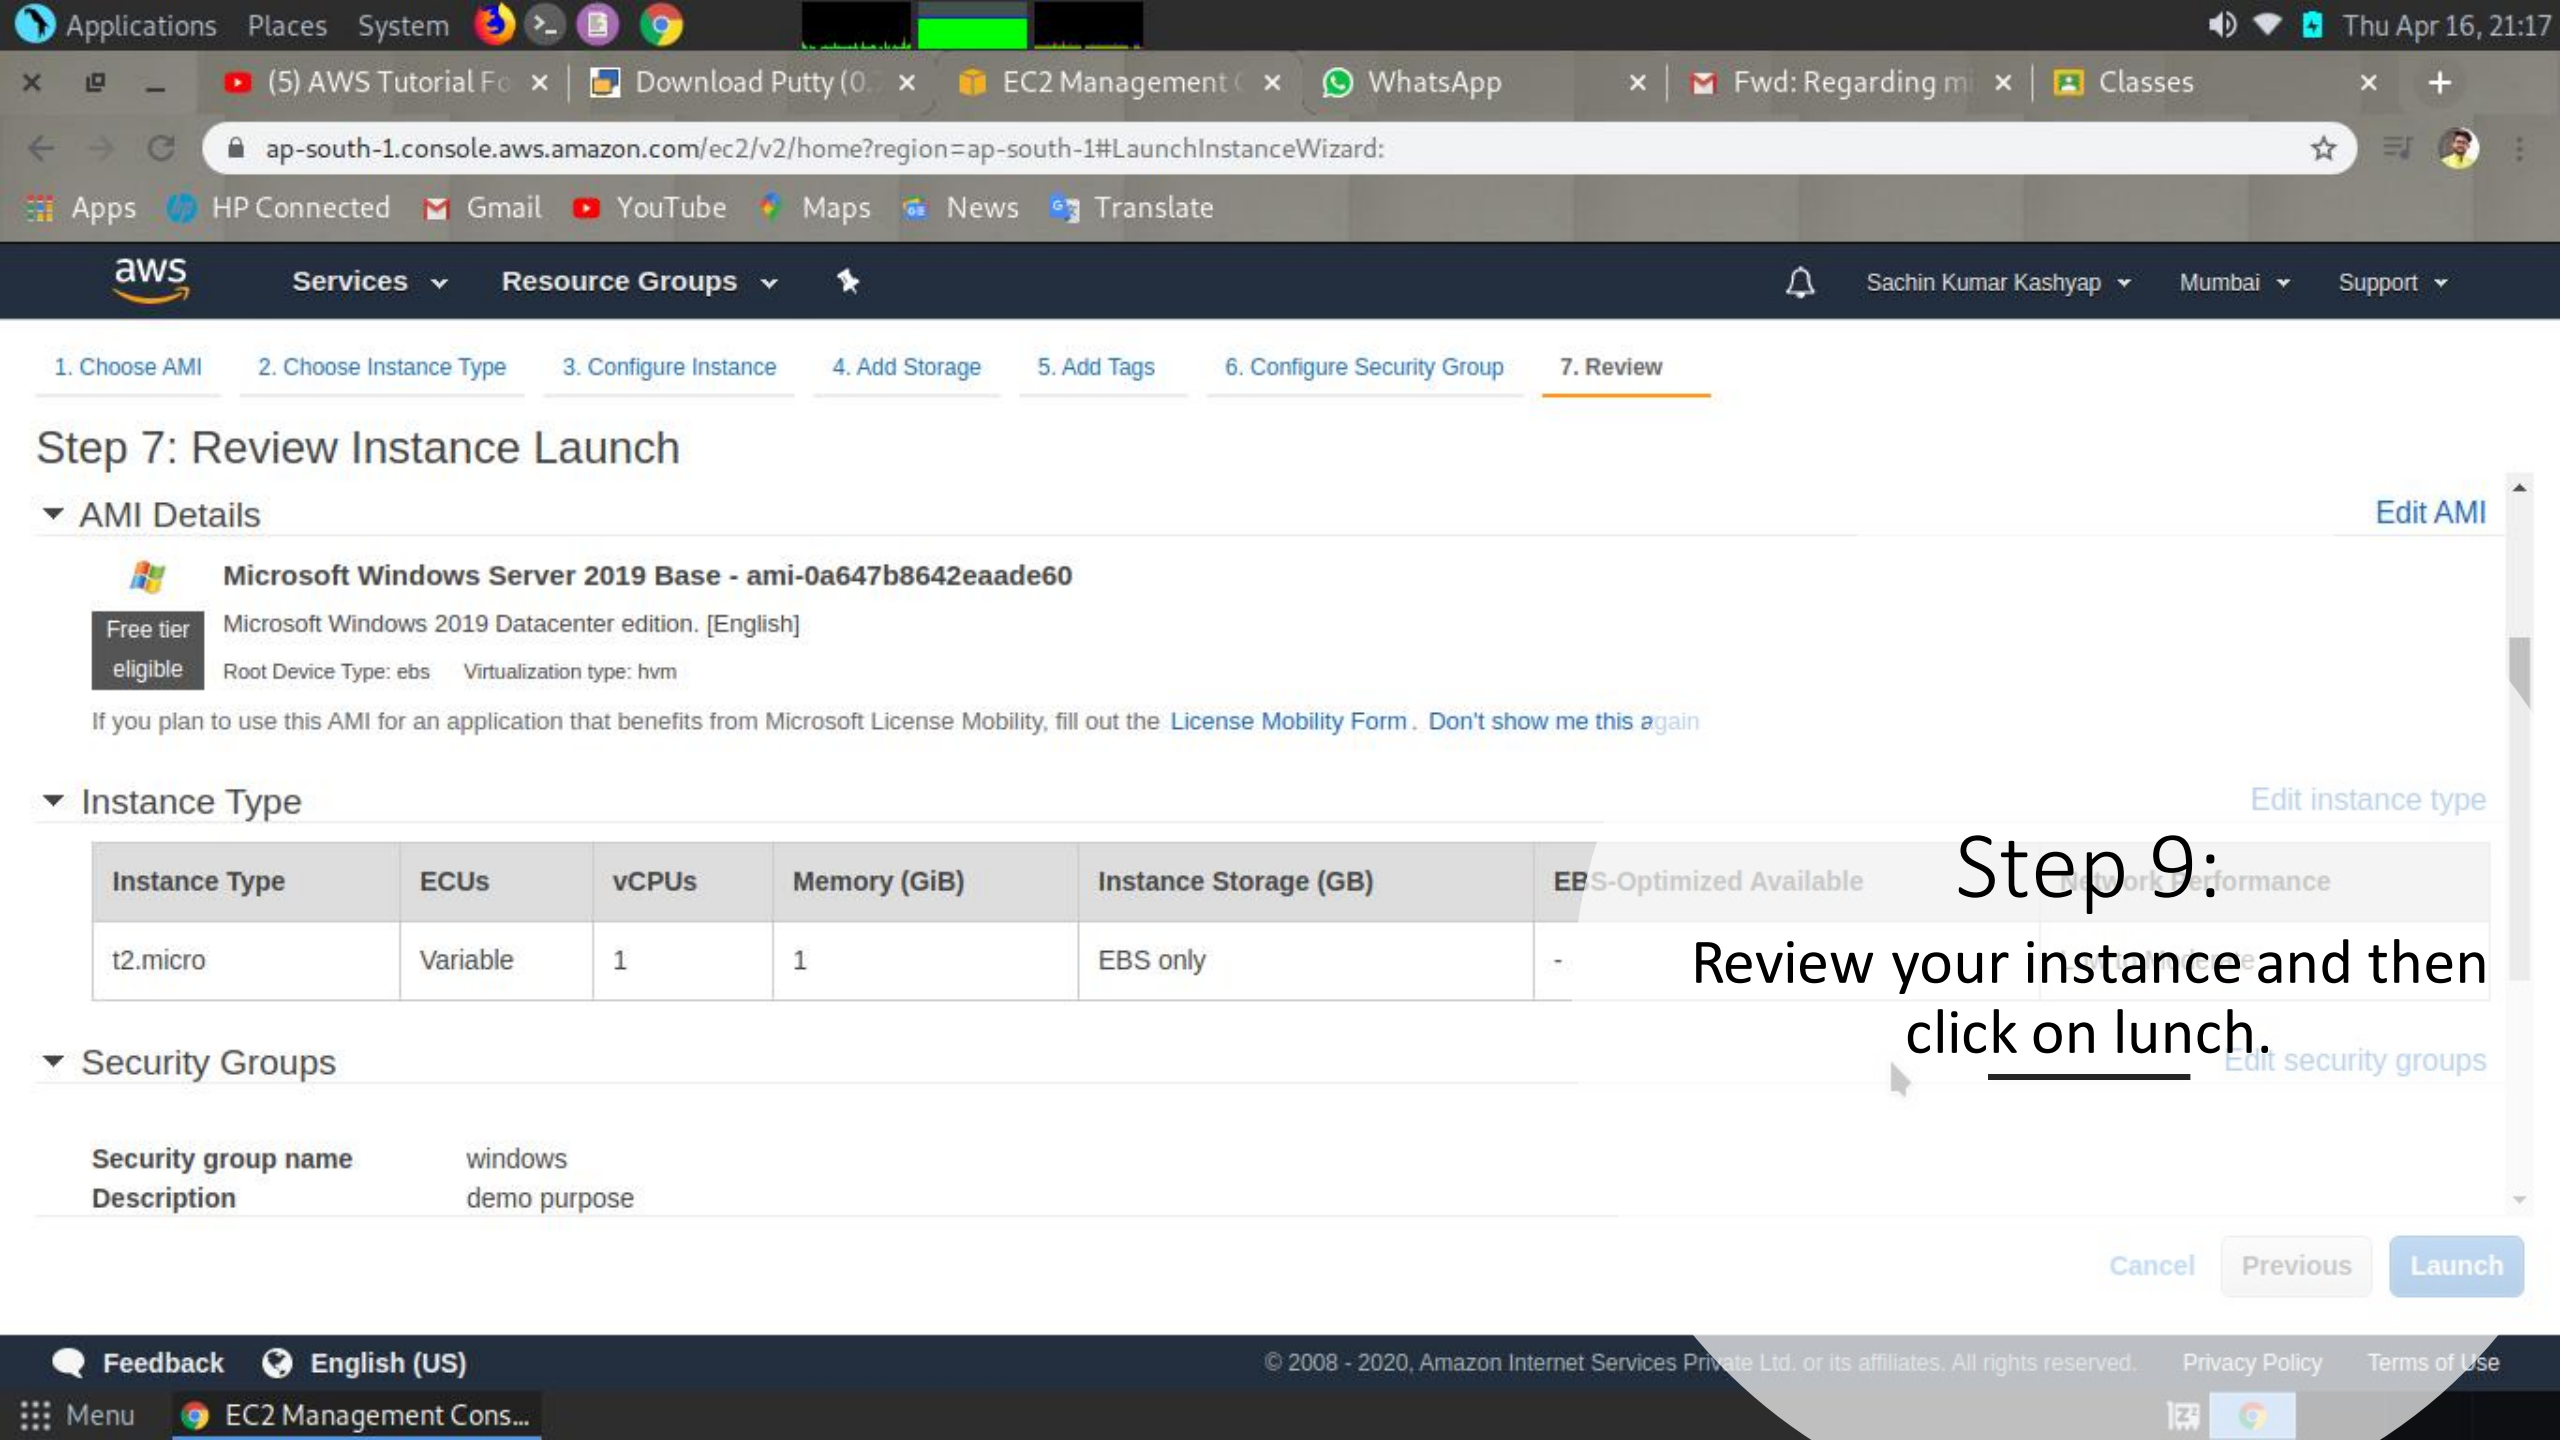 Applications Places System Thu Apr 16, 21:17
(5) AWS Tutorial Fo Download Putty (0. EC2 Management WhatsApp Fwd: Regarding Classes
ap-south-1.console.aws.amazon.com/ec2/v2/home?region=ap-south-1#LaunchInstanceWizard:
Apps HP Connected Gmail YouTube Maps News Translate
aws Services Resource Groups Sachin Kumar Kashyap Mumbai Support
1. Choose AMI 2. Choose Instance Type 3. Configure Instance 4. Add Storage 5. Add Tags 6. Configure Security Group 7. Review
Step 7: Review Instance Launch
AMI Details Edit AMI
Microsoft Windows Server 2019 Base - ami-0a647b8642eaade60
Free tier eligible
Microsoft Windows 2019 Datacenter edition. [English]
Root Device Type: ebs Virtualization type: hvm
If you plan to use this AMI for an application that benefits from Microsoft License Mobility, fill out the License Mobility Form. Don't show me this again
Instance Type Edit instance type
Instance Type ECUs vCPUs Memory (GiB) Instance Storage (GB) EBS-Optimized Available Network Performance
t2.micro Variable 1 1 EBS only -
Step 9:
Review your instance and then
click on lunch.
Security Groups Edit security groups
Security group name windows
Description demo purpose
Cancel Previous Launch
Feedback English (US) © 2008 - 2020, Amazon Internet Services Private Ltd. or its affiliates. All rights reserved. Privacy Policy Terms of Use
Menu EC2 Management Cons...